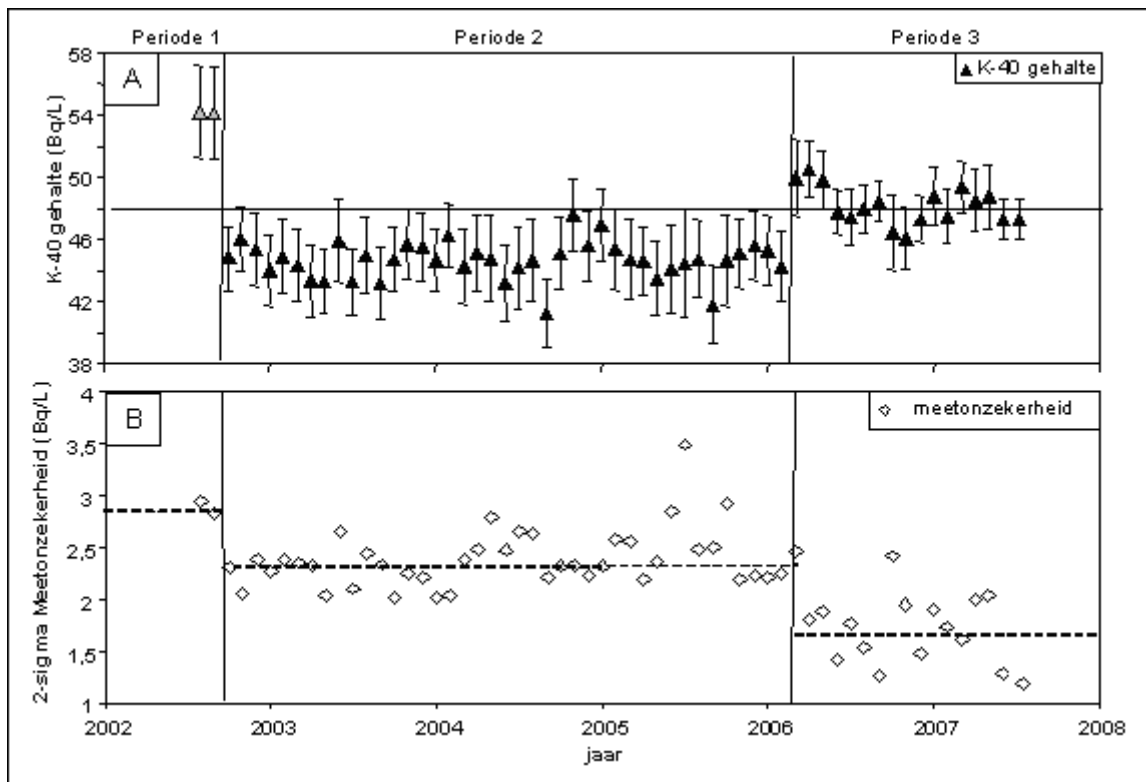 Periode 1 Periode 2 Periode 3
A
K-40 gehalte
K-40 gehalte (Bq/L)
58
54
50
46
42
38
B
meetonzekerheid
2-sigma Meetonzekerheid (Bq/L)
4
3.5
3
2.5
2
1.5
1
2002 2003 2004 2005 2006 2007 2008
jaar